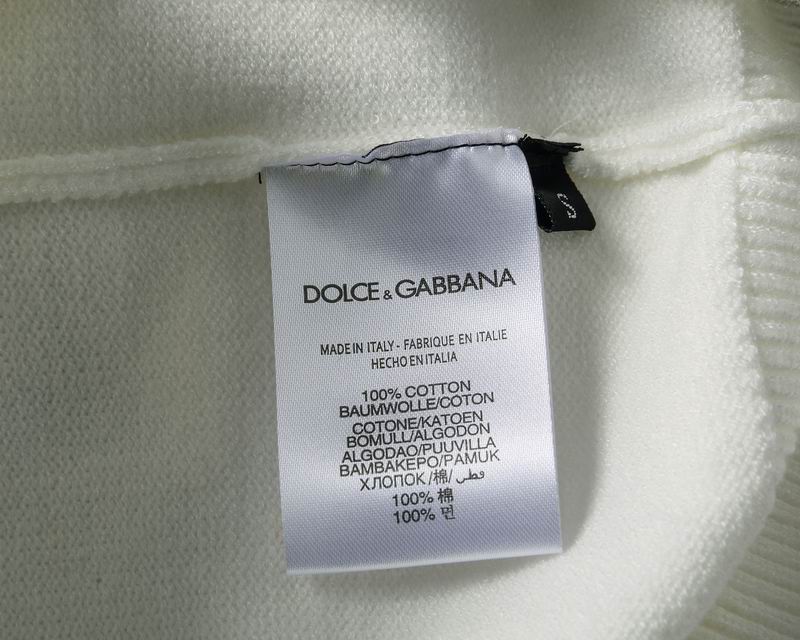 DOLCE & GABBANA
MADE IN ITALY - FABRIQUE EN ITALIE
HECHO EN ITALIA
100% COTTON
BAUMWOLLE/COTON
COTONE/KATOEN
BOMULL/ALGODON
ALGODAO/PUUVILLA
BAMBAKEPO/PAMUK
ХЛОПОК /棉/ قطن
100% 棉
100% 면
S